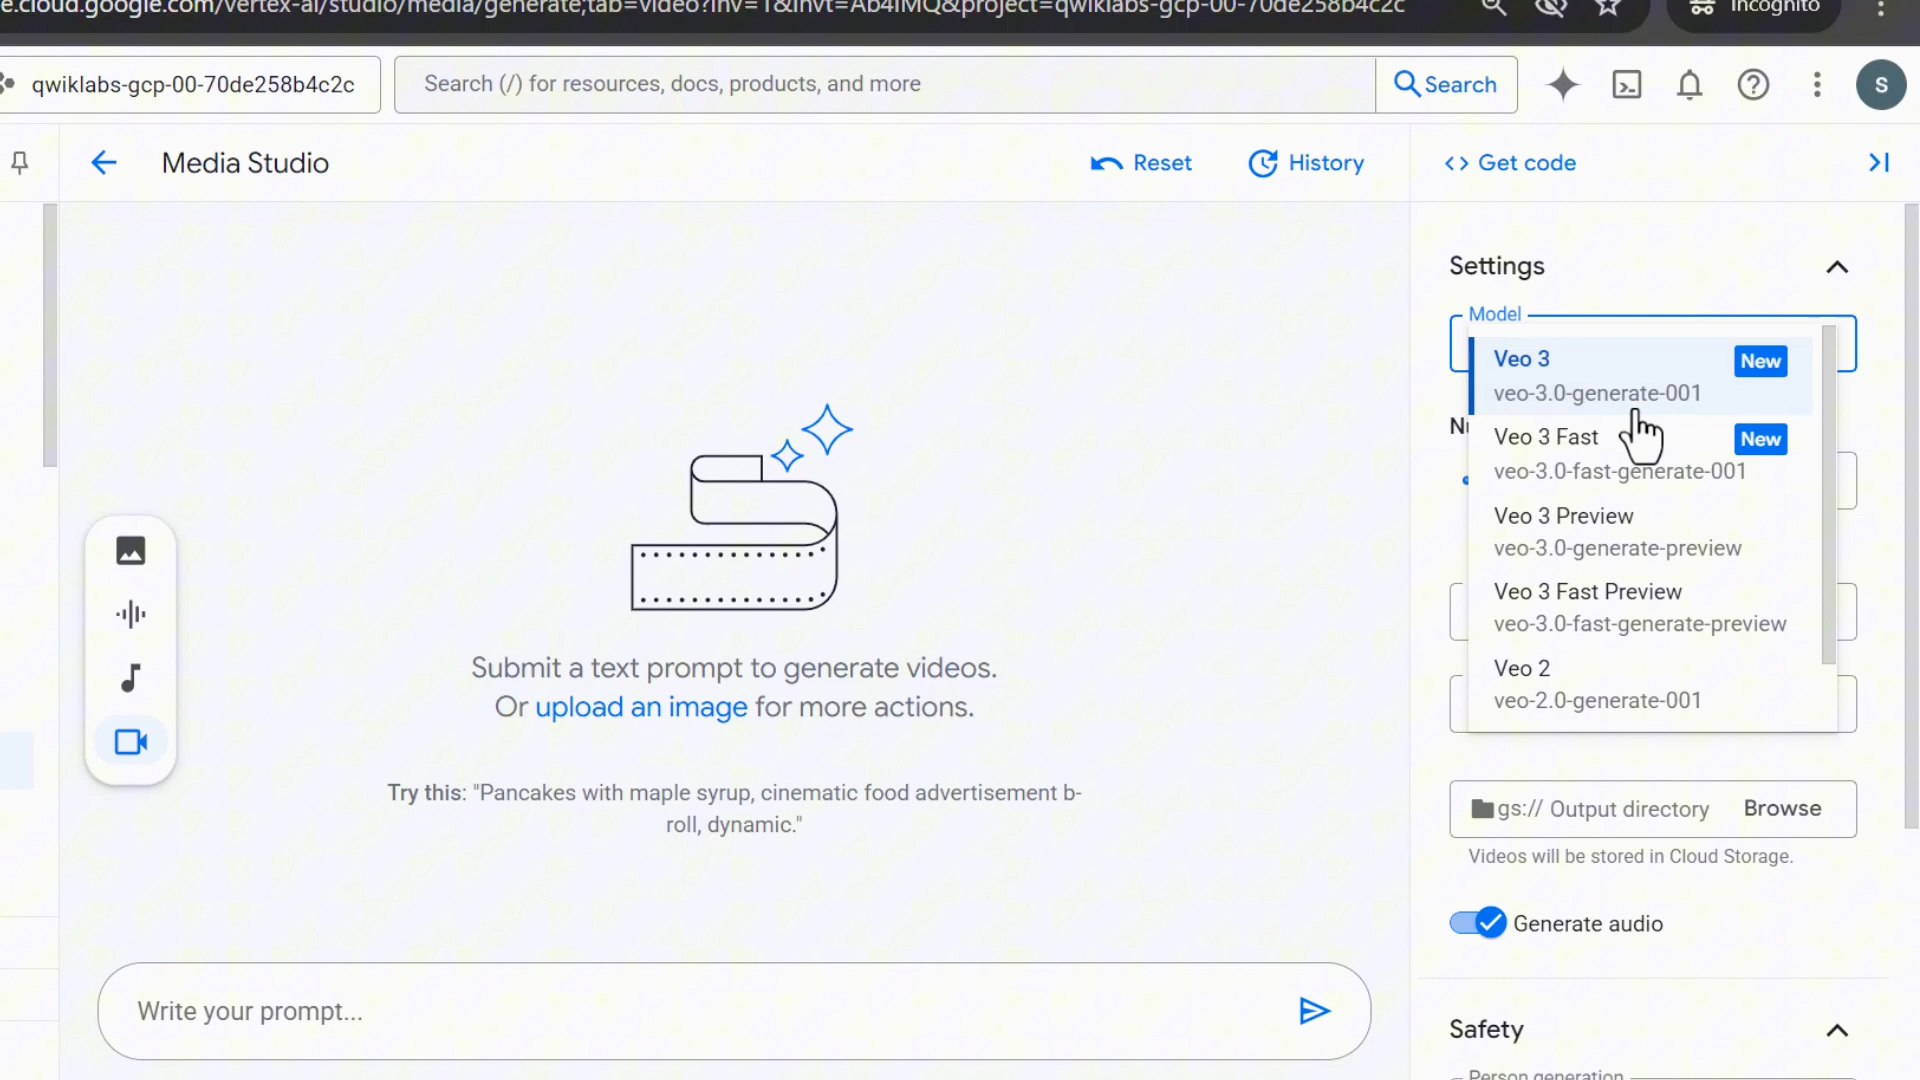 e.cloud.google.com/vertex-ai/studio/media/generate;tab=video?inv=1&invt=Ab4IMQ&project=qwiklabs-gcp-00-70de258b4c2c
Incognito
qwiklabs-gcp-00-70de258b4c2c
Search (/) for resources, docs, products, and more
Search
S
Media Studio
Reset
History
<> Get code
Settings
Model
Veo 3
New
veo-3.0-generate-001
Veo 3 Fast
New
veo-3.0-fast-generate-001
Veo 3 Preview
veo-3.0-generate-preview
Veo 3 Fast Preview
veo-3.0-fast-generate-preview
Veo 2
veo-2.0-generate-001
Submit a text prompt to generate videos.
Or upload an image for more actions.
Try this: "Pancakes with maple syrup, cinematic food advertisement b-
roll, dynamic."
gs:// Output directory
Browse
Videos will be stored in Cloud Storage.
Generate audio
Write your prompt...
Safety
Person generation